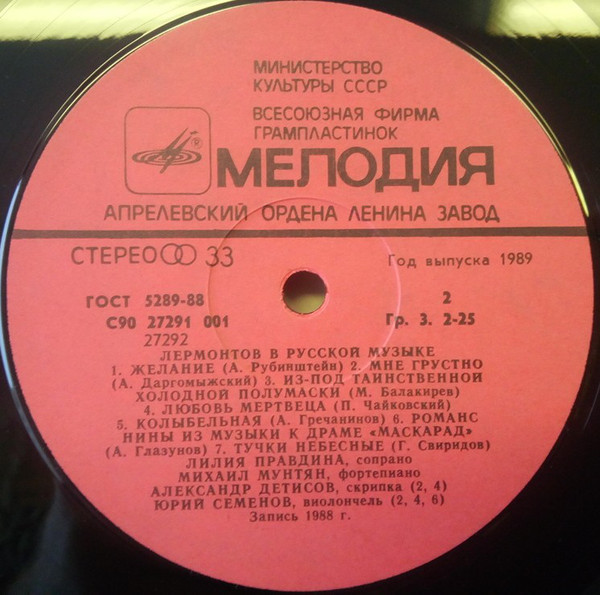 МИНИСТЕРСТВО
КУЛЬТУРЫ СССР
ВСЕСОЮЗНАЯ ФИРМА
ГРАМПЛАСТИНОК
МЕЛОДИЯ
АПРЕЛЕВСКИЙ ОРДЕНА ЛЕНИНА ЗАВОД
СТЕРЕО 33
Год выпуска 1989
ГОСТ 5289-88
2
С90 27291 001
Гр. 3. 2-25
27292
ЛЕРМОНТОВ В РУССКОЙ МУЗЫКЕ
1. ЖЕЛАНИЕ (А. Рубинштейн) 2. МНЕ ГРУСТНО
(А. Даргомыжский) 3. ИЗ-ПОД ТАИНСТВЕННОЙ
ХОЛОДНОЙ ПОЛУМАСКИ (М. Балакирев)
4. ЛЮБОВЬ МЕРТВЕЦА (П. Чайковский)
5. КОЛЫБЕЛЬНАЯ (А. Гречанинов) 6. РОМАНС
НИНЫ ИЗ МУЗЫКИ К ДРАМЕ «МАСКАРАД»
(А. Глазунов) 7. ТУЧКИ НЕБЕСНЫЕ (Г. Свиридов)
ЛИЛИЯ ПРАВДИНА, сопрано
МИХАИЛ МУНТЯН, фортепиано
АЛЕКСАНДР ДЕТИСОВ, скрипка (2, 4)
ЮРИЙ СЕМЕНОВ, виолончель (2, 4, 6)
Запись 1988 г.